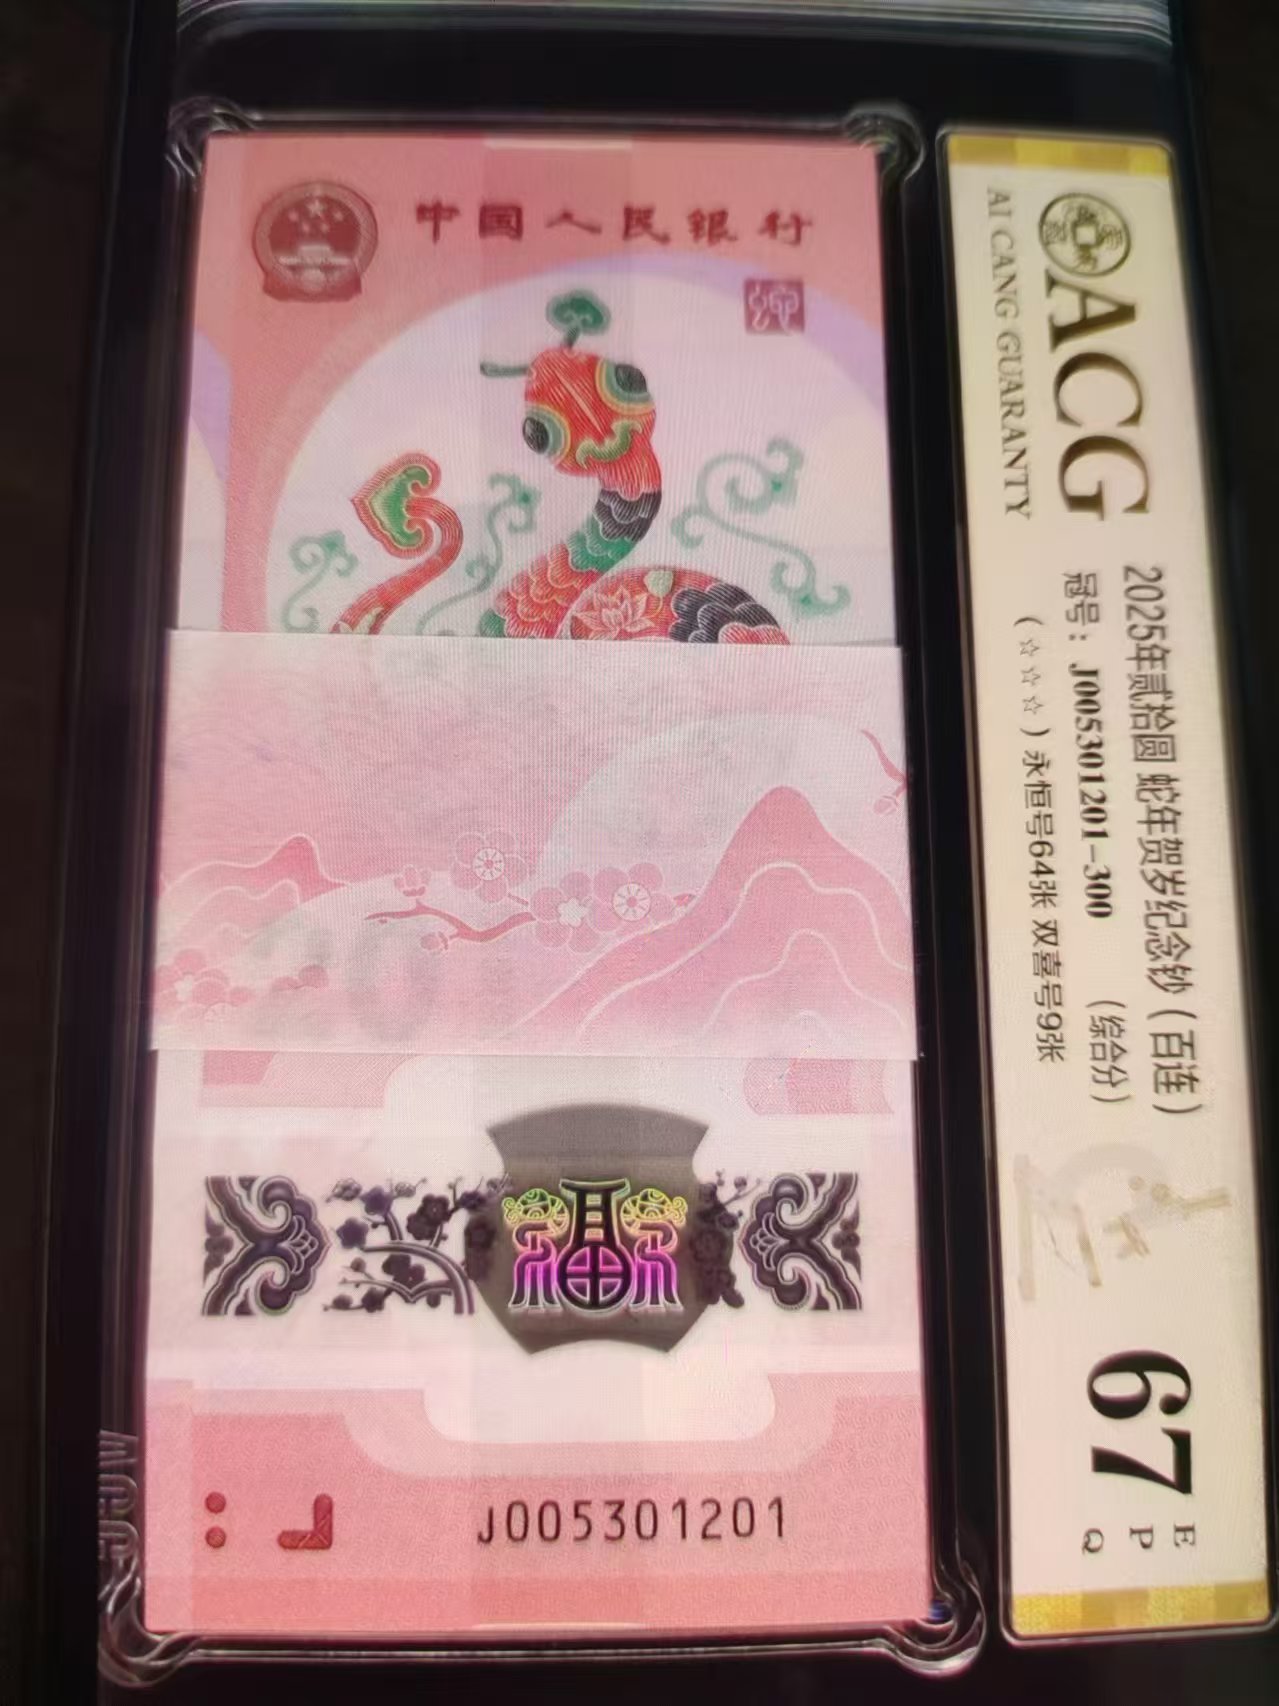 中国人民银行
J005301201
ACG
AI CANG GUARANTY
2025年贰拾圆 蛇年贺岁纪念钞（百连）
冠号：J005301201-300 （综合分）
（☆☆☆）永恒号64张 双喜号9张
67
E
P
Q